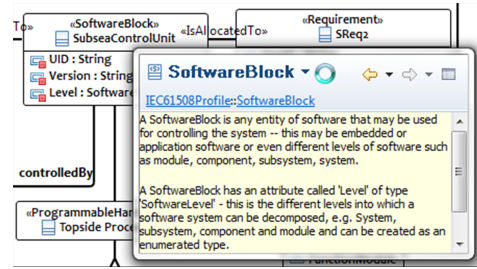 To»
«SoftwareBlock»
SubseaControlUnit
«IsAllocatedTo»
«Requirement»
SReq2
UID : String
Version : String
Level : Software
SoftwareBlock
IEC61508Profile::SoftwareBlock
A SoftwareBlock is any entity of software that may be used
for controlling the system -- this may be embedded or
application software or even different levels of software such
as module, component, subsystem, system.
A SoftwareBlock has an attribute called 'Level' of type
'SoftwareLevel' - this is the different levels into which a
software system can be decomposed, e.g. System,
subsystem, component and module and can be created as an
enumerated type.
controlledBy
«ProgrammableHar
Topside Proce
FunctionModule